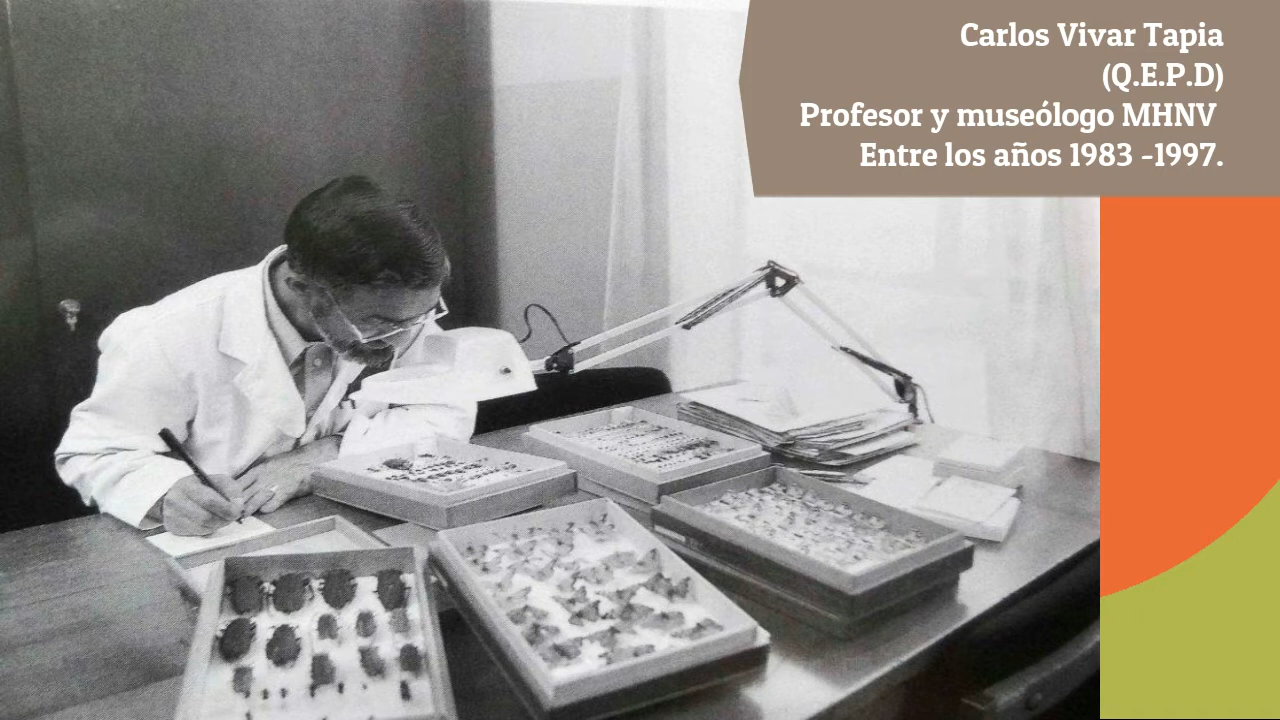 Carlos Vivar Tapia
(Q.E.P.D)
Profesor y museólogo MHNV
Entre los años 1983 -1997.